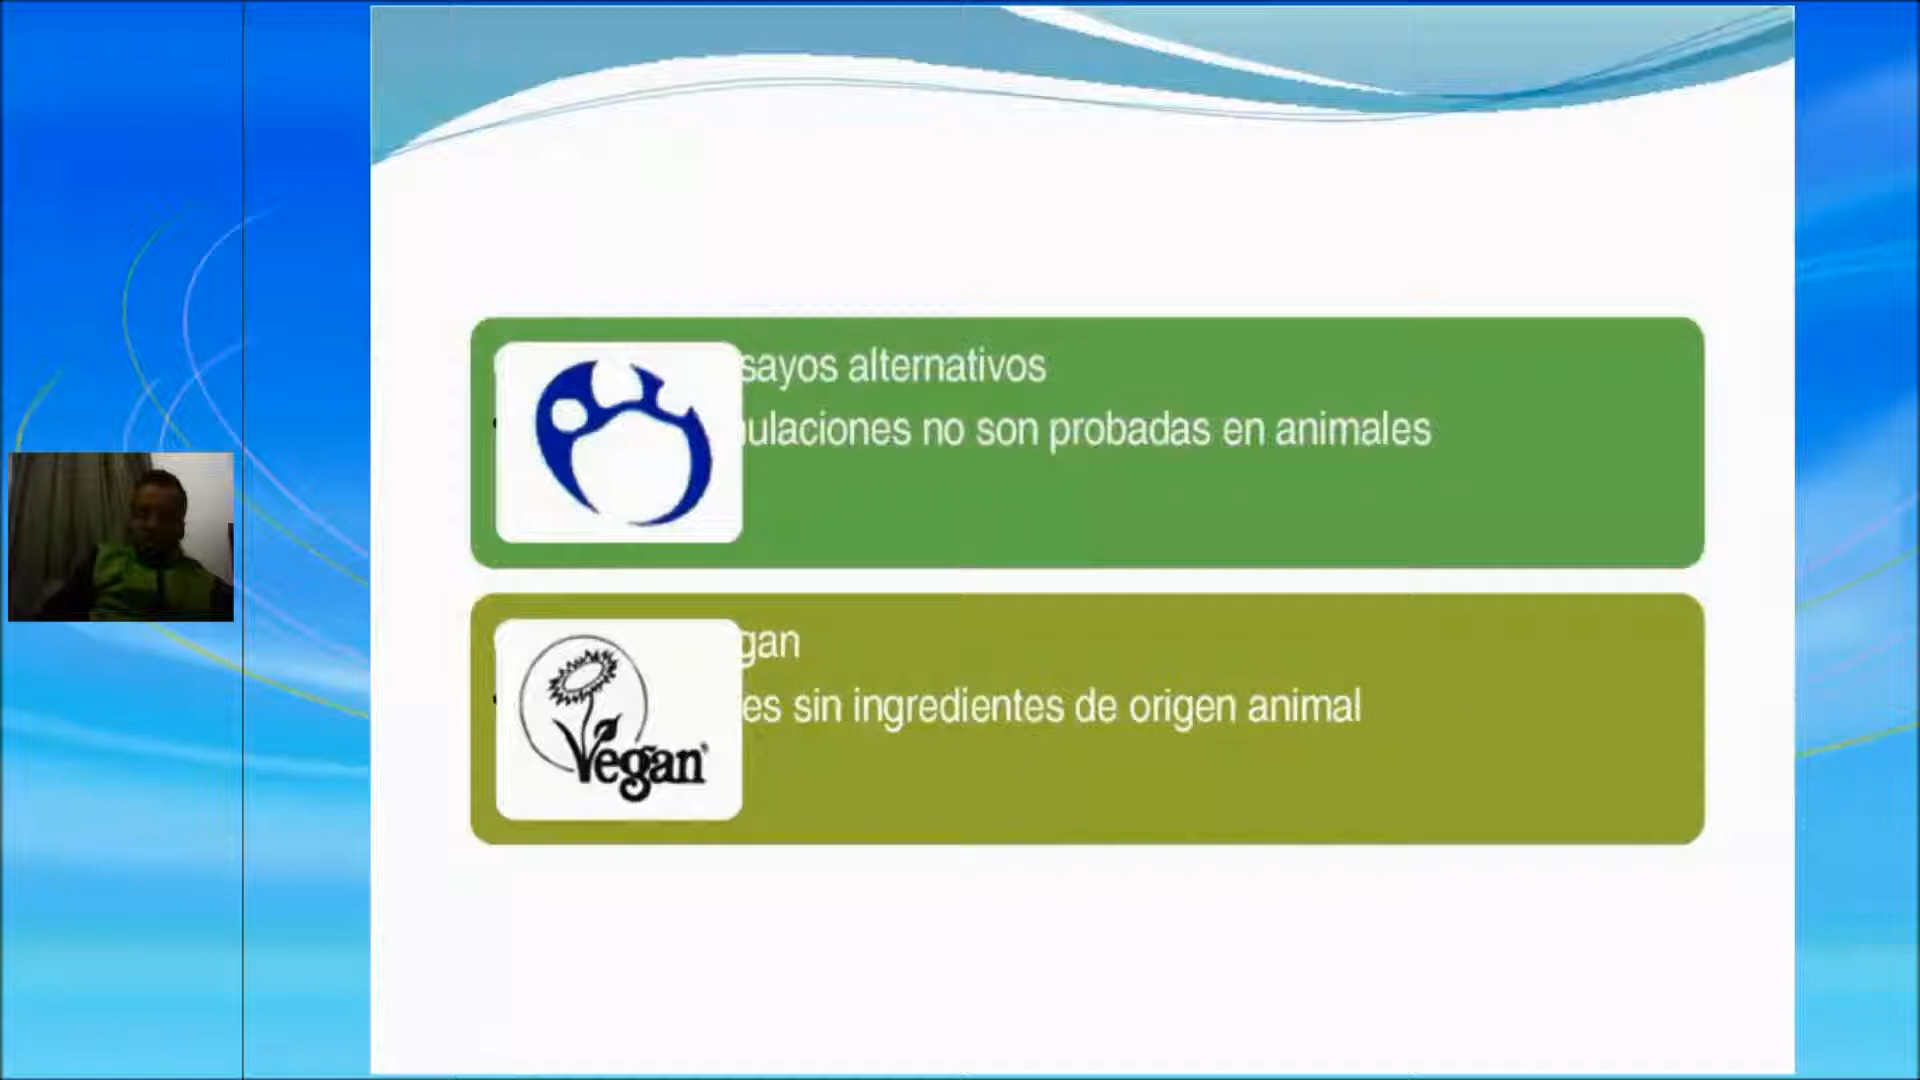 sayos alternativos
ulaciones no son probadas en animales
gan
es sin ingredientes de origen animal
Vegan